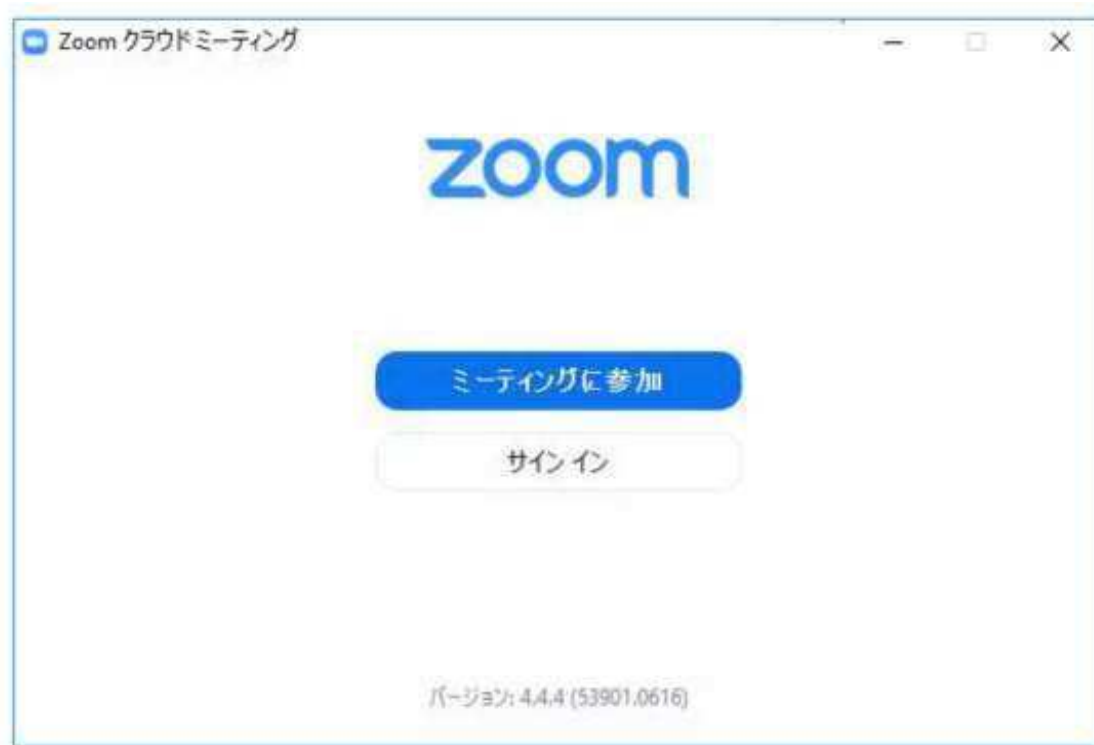 Zoom クラウドミーティング
zoom
ミーティングに参加
サイン イン
バージョン: 4.4.4 (53901.0616)